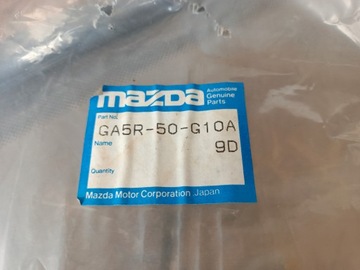 mazda
Automobile
Genuine
Parts
Part No.
GA5R-50-G10A
Name
9D
Quantity
Mazda Motor Corporation Japan